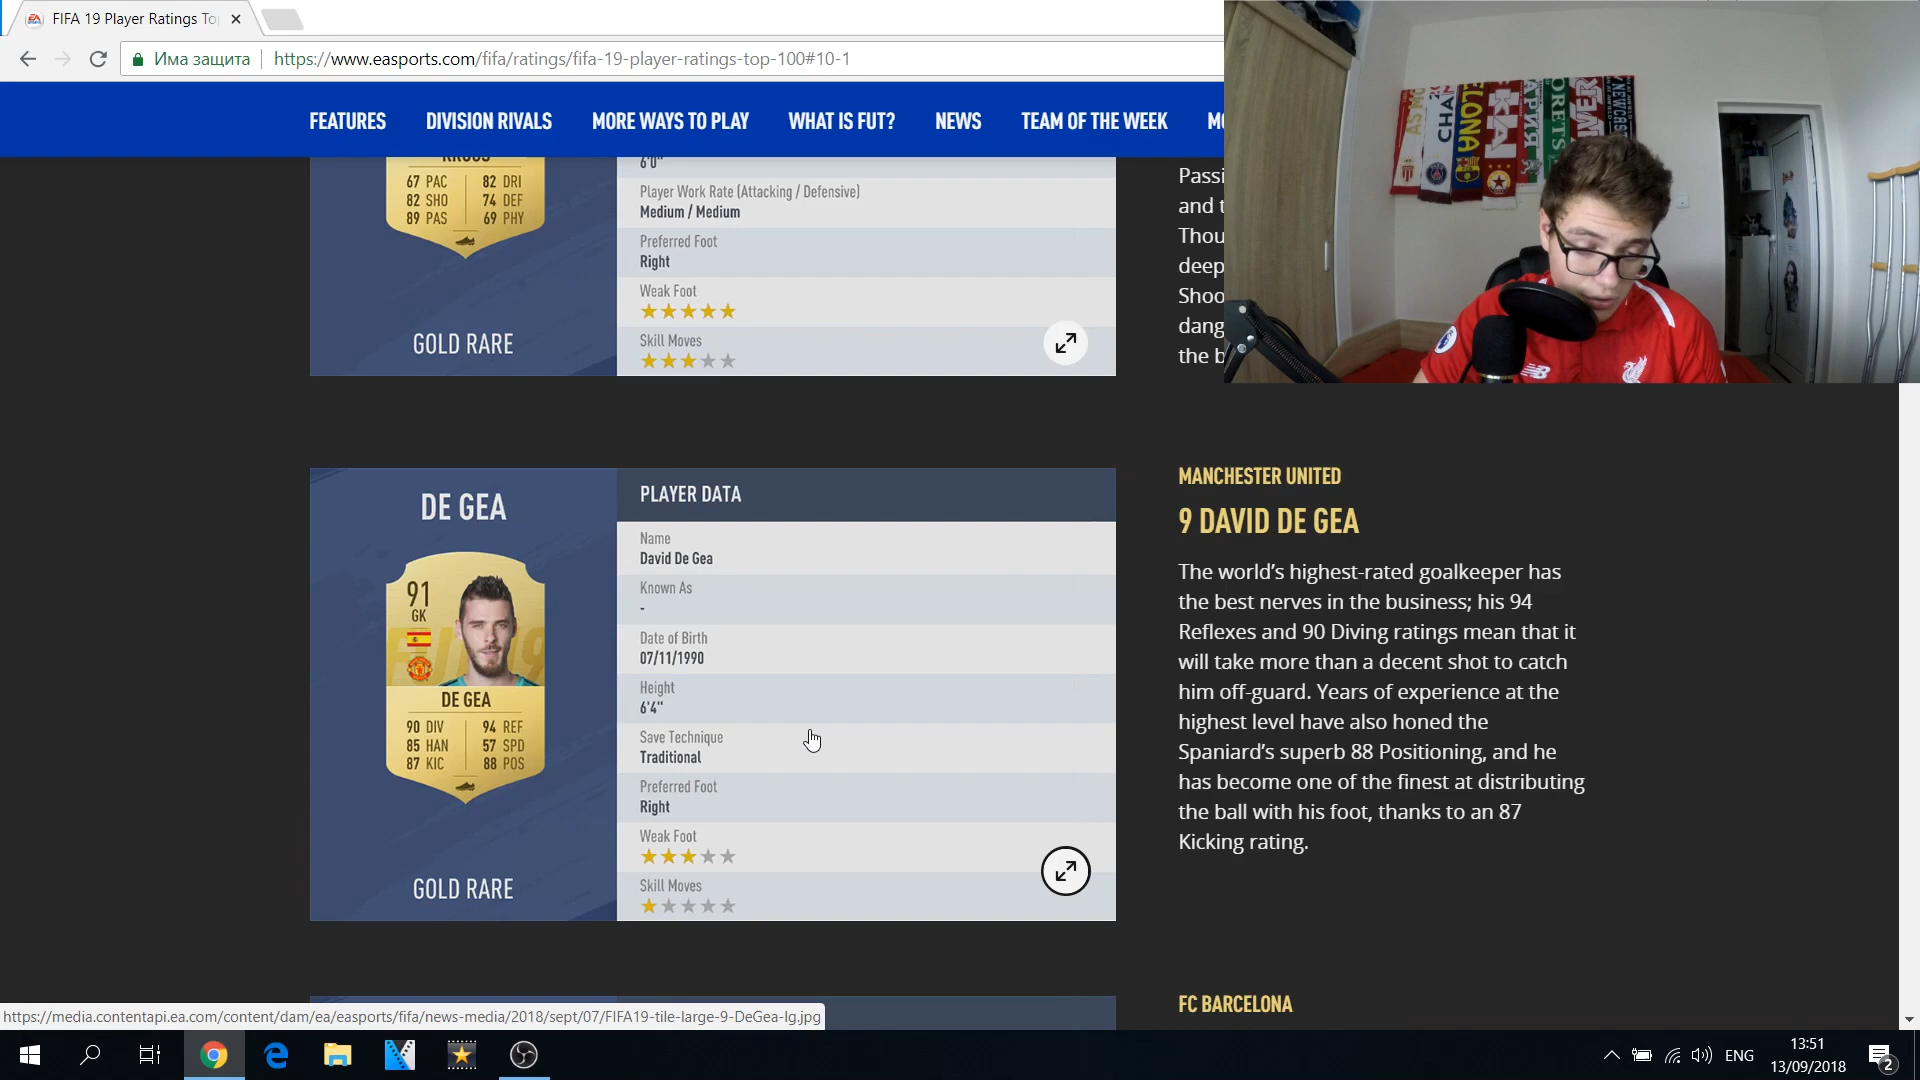 FIFA 19 Player Ratings To
Има защита
https://www.easports.com/fifa/ratings/fifa-19-player-ratings-top-100#10-1
FEATURES
DIVISION RIVALS
MORE WAYS TO PLAY
WHAT IS FUT?
NEWS
TEAM OF THE WEEK
MO
67 PAC
82 DRI
82 SHO
74 DEF
89 PAS
69 PHY
GOLD RARE
6'0"
Player Work Rate (Attacking / Defensive)
Medium / Medium
Preferred Foot
Right
Weak Foot
Skill Moves
Passi
and t
Thou
deep
Shoo
dang
the b
DE GEA
91
GK
DE GEA
90 DIV
94 REF
85 HAN
57 SPD
87 KIC
88 POS
GOLD RARE
PLAYER DATA
Name
David De Gea
Known As
-
Date of Birth
07/11/1990
Height
6'4"
Save Technique
Traditional
Preferred Foot
Right
Weak Foot
Skill Moves
MANCHESTER UNITED
9 DAVID DE GEA
The world’s highest-rated goalkeeper has
the best nerves in the business; his 94
Reflexes and 90 Diving ratings mean that it
will take more than a decent shot to catch
him off-guard. Years of experience at the
highest level have also honed the
Spaniard’s superb 88 Positioning, and he
has become one of the finest at distributing
the ball with his foot, thanks to an 87
Kicking rating.
FC BARCELONA
https://media.contentapi.ea.com/content/dam/ea/easports/fifa/news-media/2018/sept/07/FIFA19-tile-large-9-DeGea-lg.jpg
ENG
13:51
13/09/2018
2